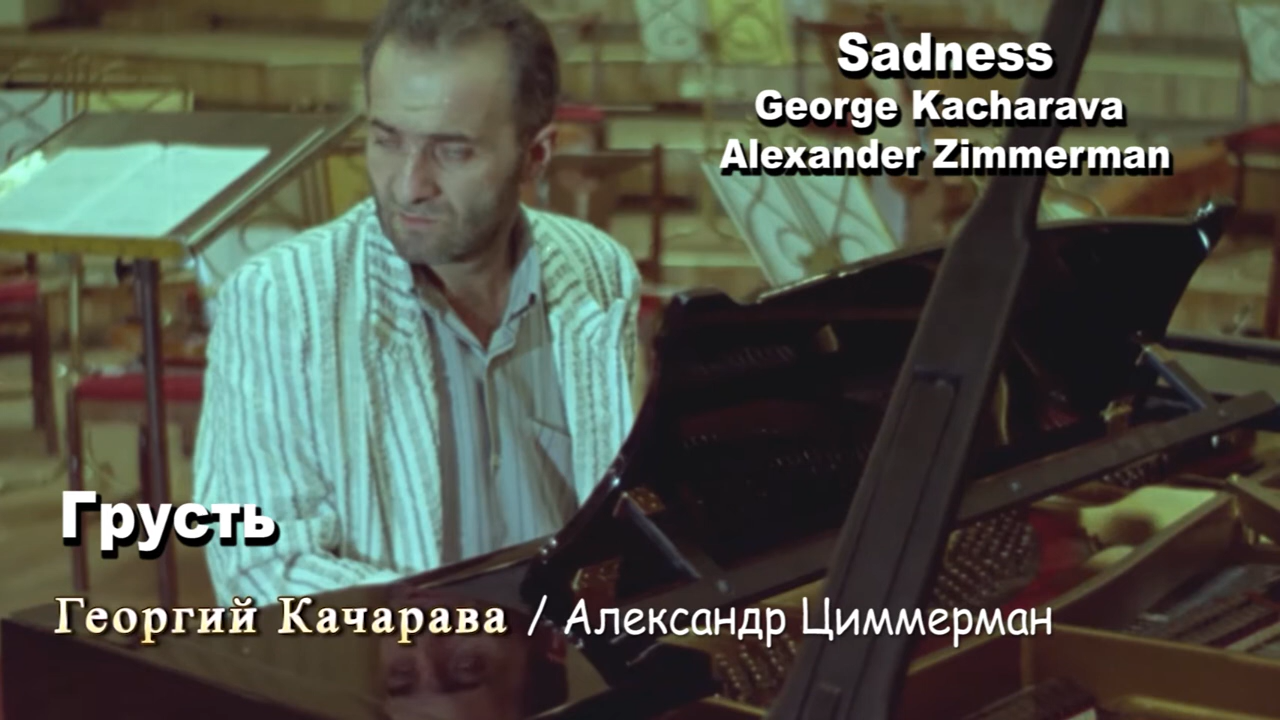 Sadness
George Kacharava
Alexander Zimmerman
Грусть
Георгий Качарава / Александр Циммерман